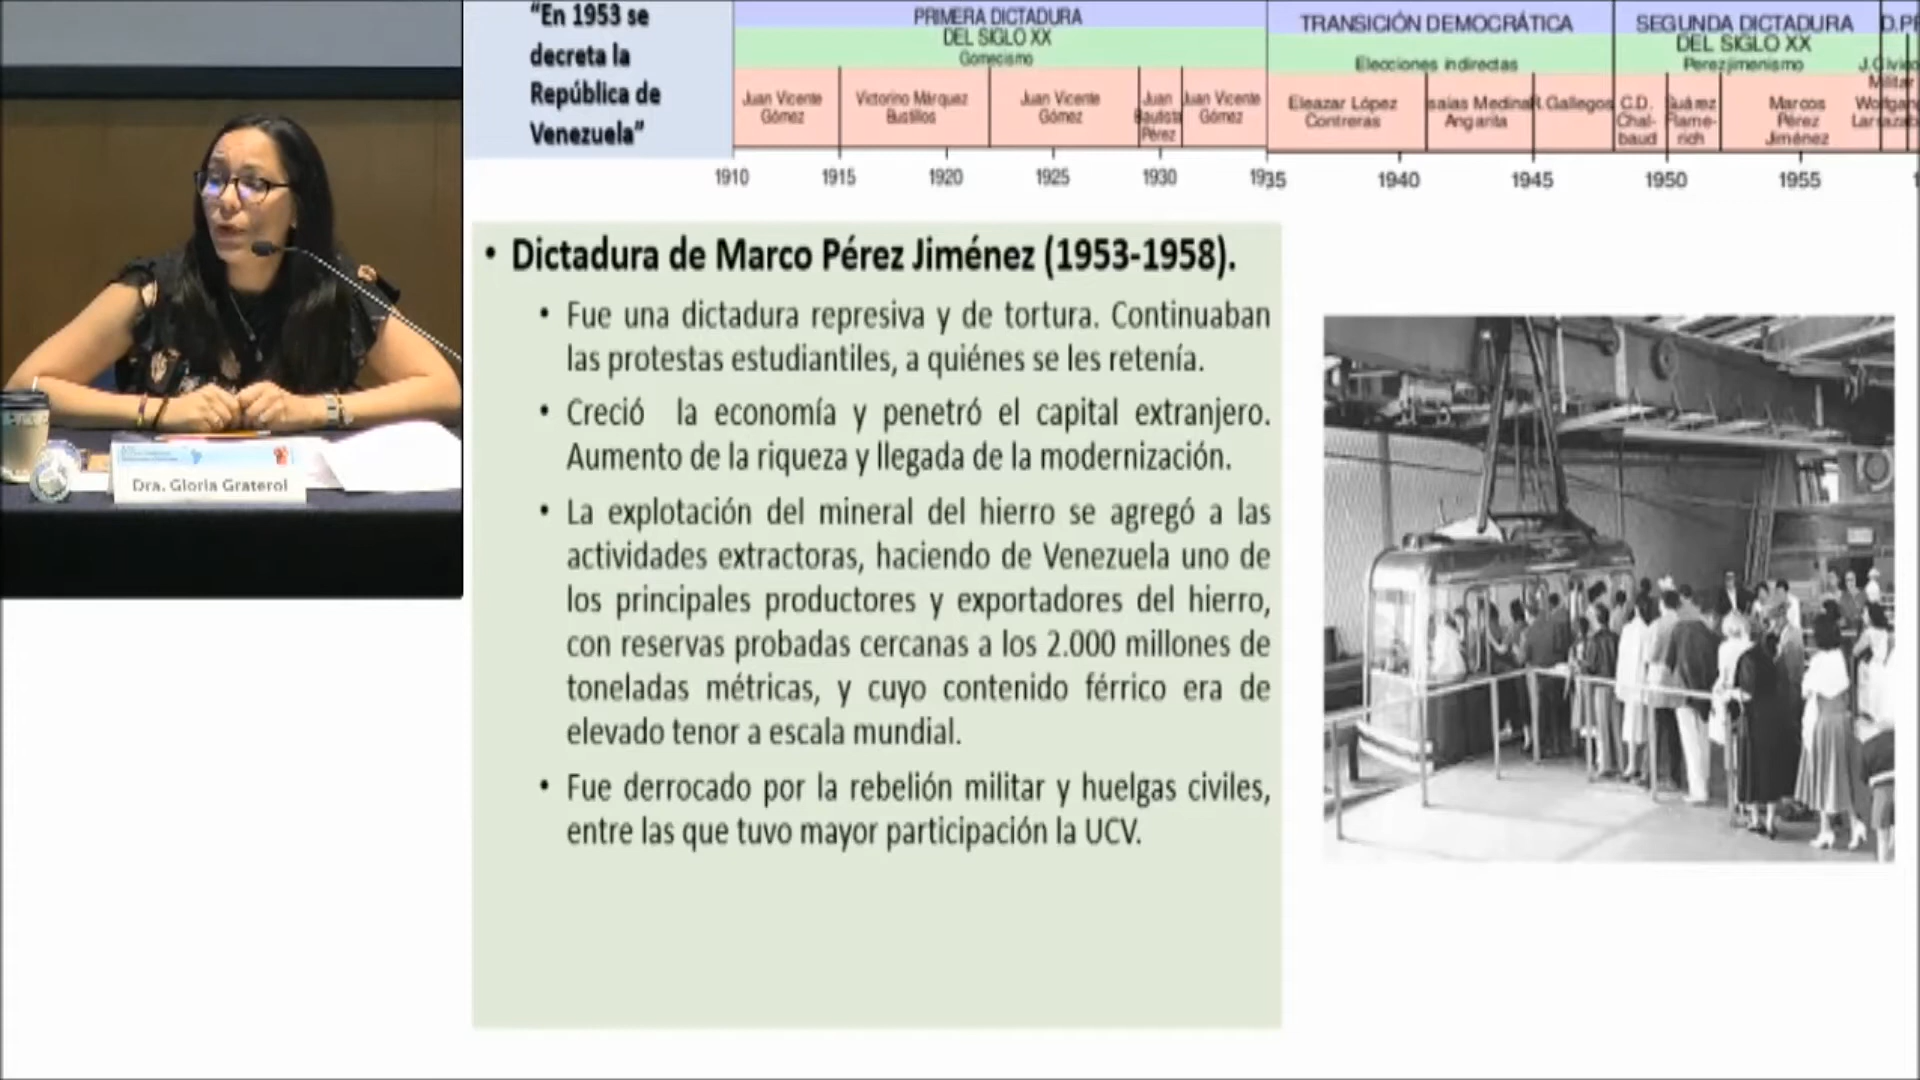 “En 1953 se
decreta la
República de
Venezuela”
PRIMERA DICTADURA
DEL SIGLO XX
Gomecismo
Juan Vicente
Gómez
Victorino Márquez
Bustillos
Juan Vicente
Gómez
Juan
Bautista
Pérez
Juan Vicente
Gómez
TRANSICIÓN DEMOCRÁTICA
Elecciones indirectas
Eleazar López
Contreras
saías Medina
Angarita
R.Gallegos
SEGUNDA DICTADURA
DEL SIGLO XX
Perezjimenismo
C.D.
Chal-
baud
Suárez
Flame-
rich
Marcos
Pérez
Jiménez
Militar
1910 1915 1920 1925 1930 1935 1940 1945 1950 1955
• Dictadura de Marco Pérez Jiménez (1953-1958).
• Fue una dictadura represiva y de tortura. Continuaban
las protestas estudiantiles, a quiénes se les retenía.
• Creció la economía y penetró el capital extranjero.
Aumento de la riqueza y llegada de la modernización.
• La explotación del mineral del hierro se agregó a las
actividades extractoras, haciendo de Venezuela uno de
los principales productores y exportadores del hierro,
con reservas probadas cercanas a los 2.000 millones de
toneladas métricas, y cuyo contenido férrico era de
elevado tenor a escala mundial.
• Fue derrocado por la rebelión militar y huelgas civiles,
entre las que tuvo mayor participación la UCV.
Dra. Gloria Graterol